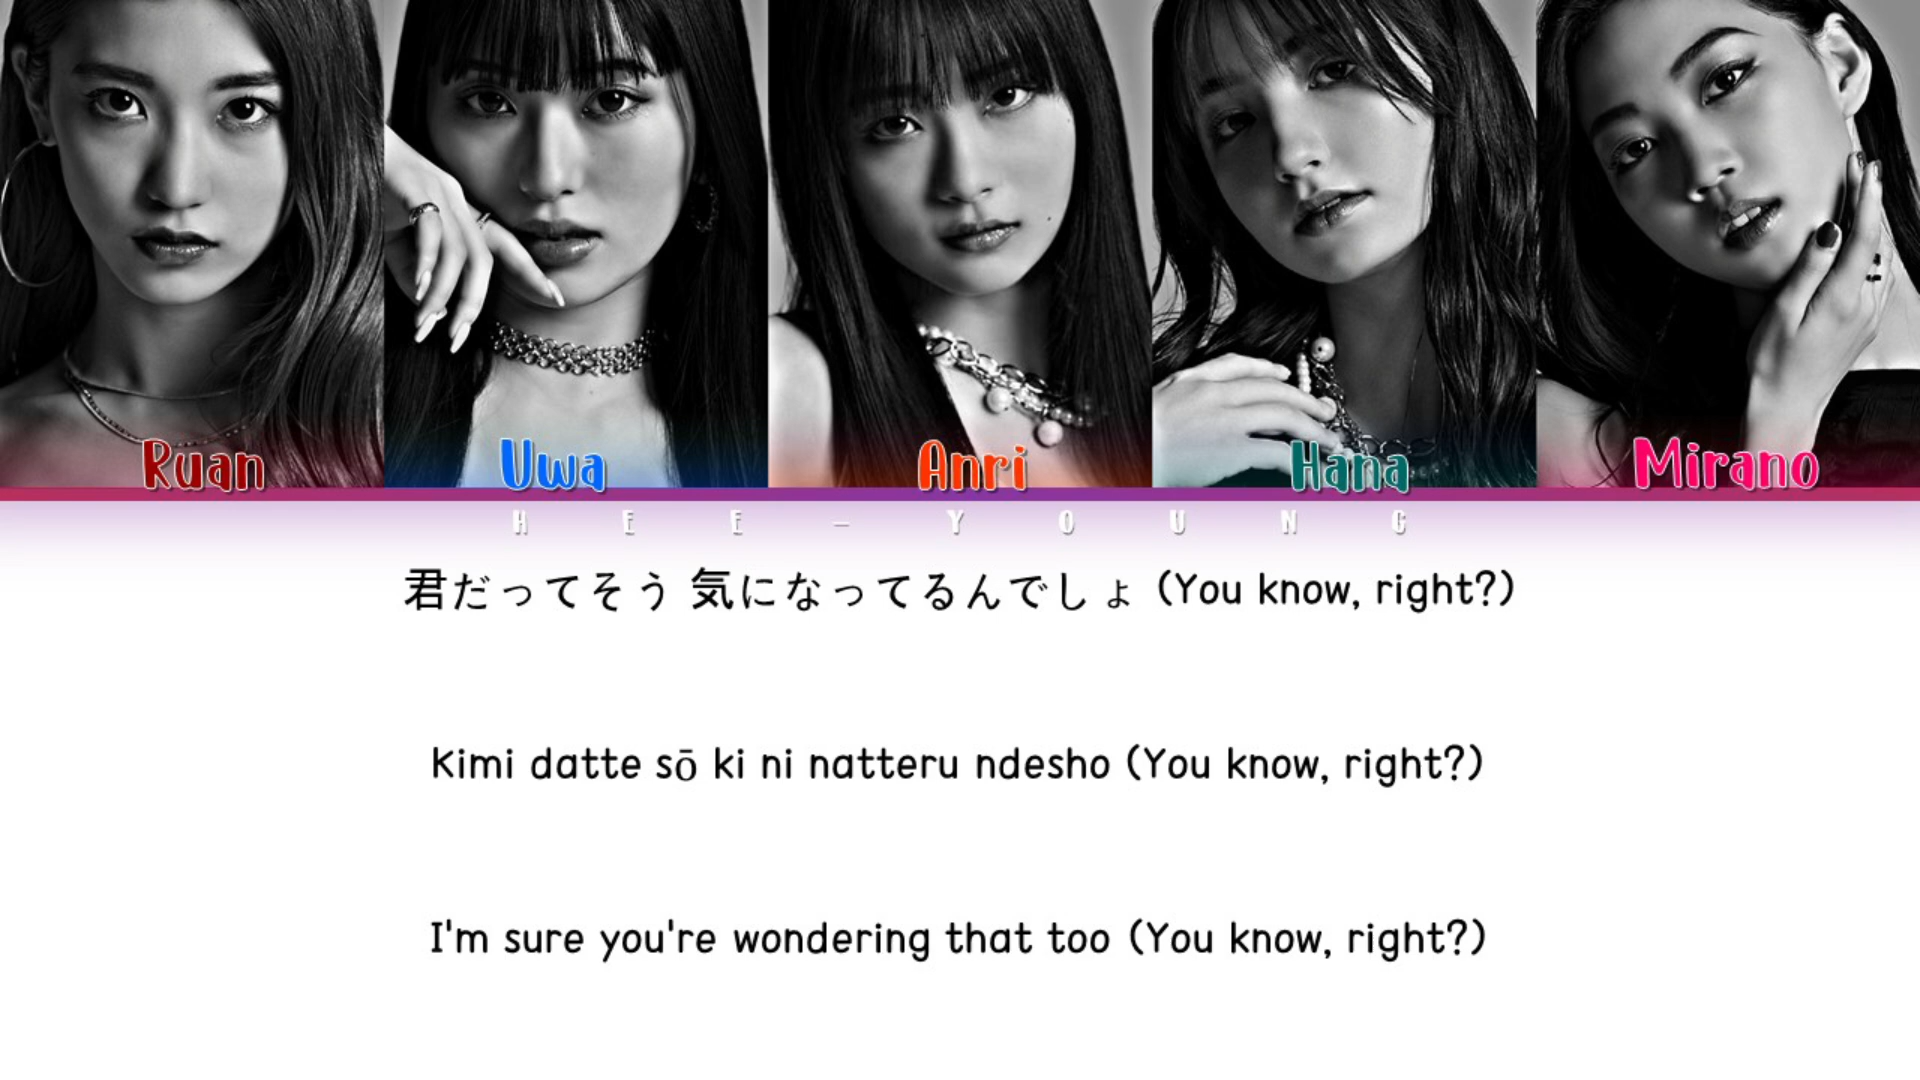 Ruan Uwa Anri Hana Mirano
HEE-YOUNG
君だってそう 気になってるんでしょ (You know, right?)
Kimi datte sō ki ni natteru ndesho (You know, right?)
I'm sure you're wondering that too (You know, right?)